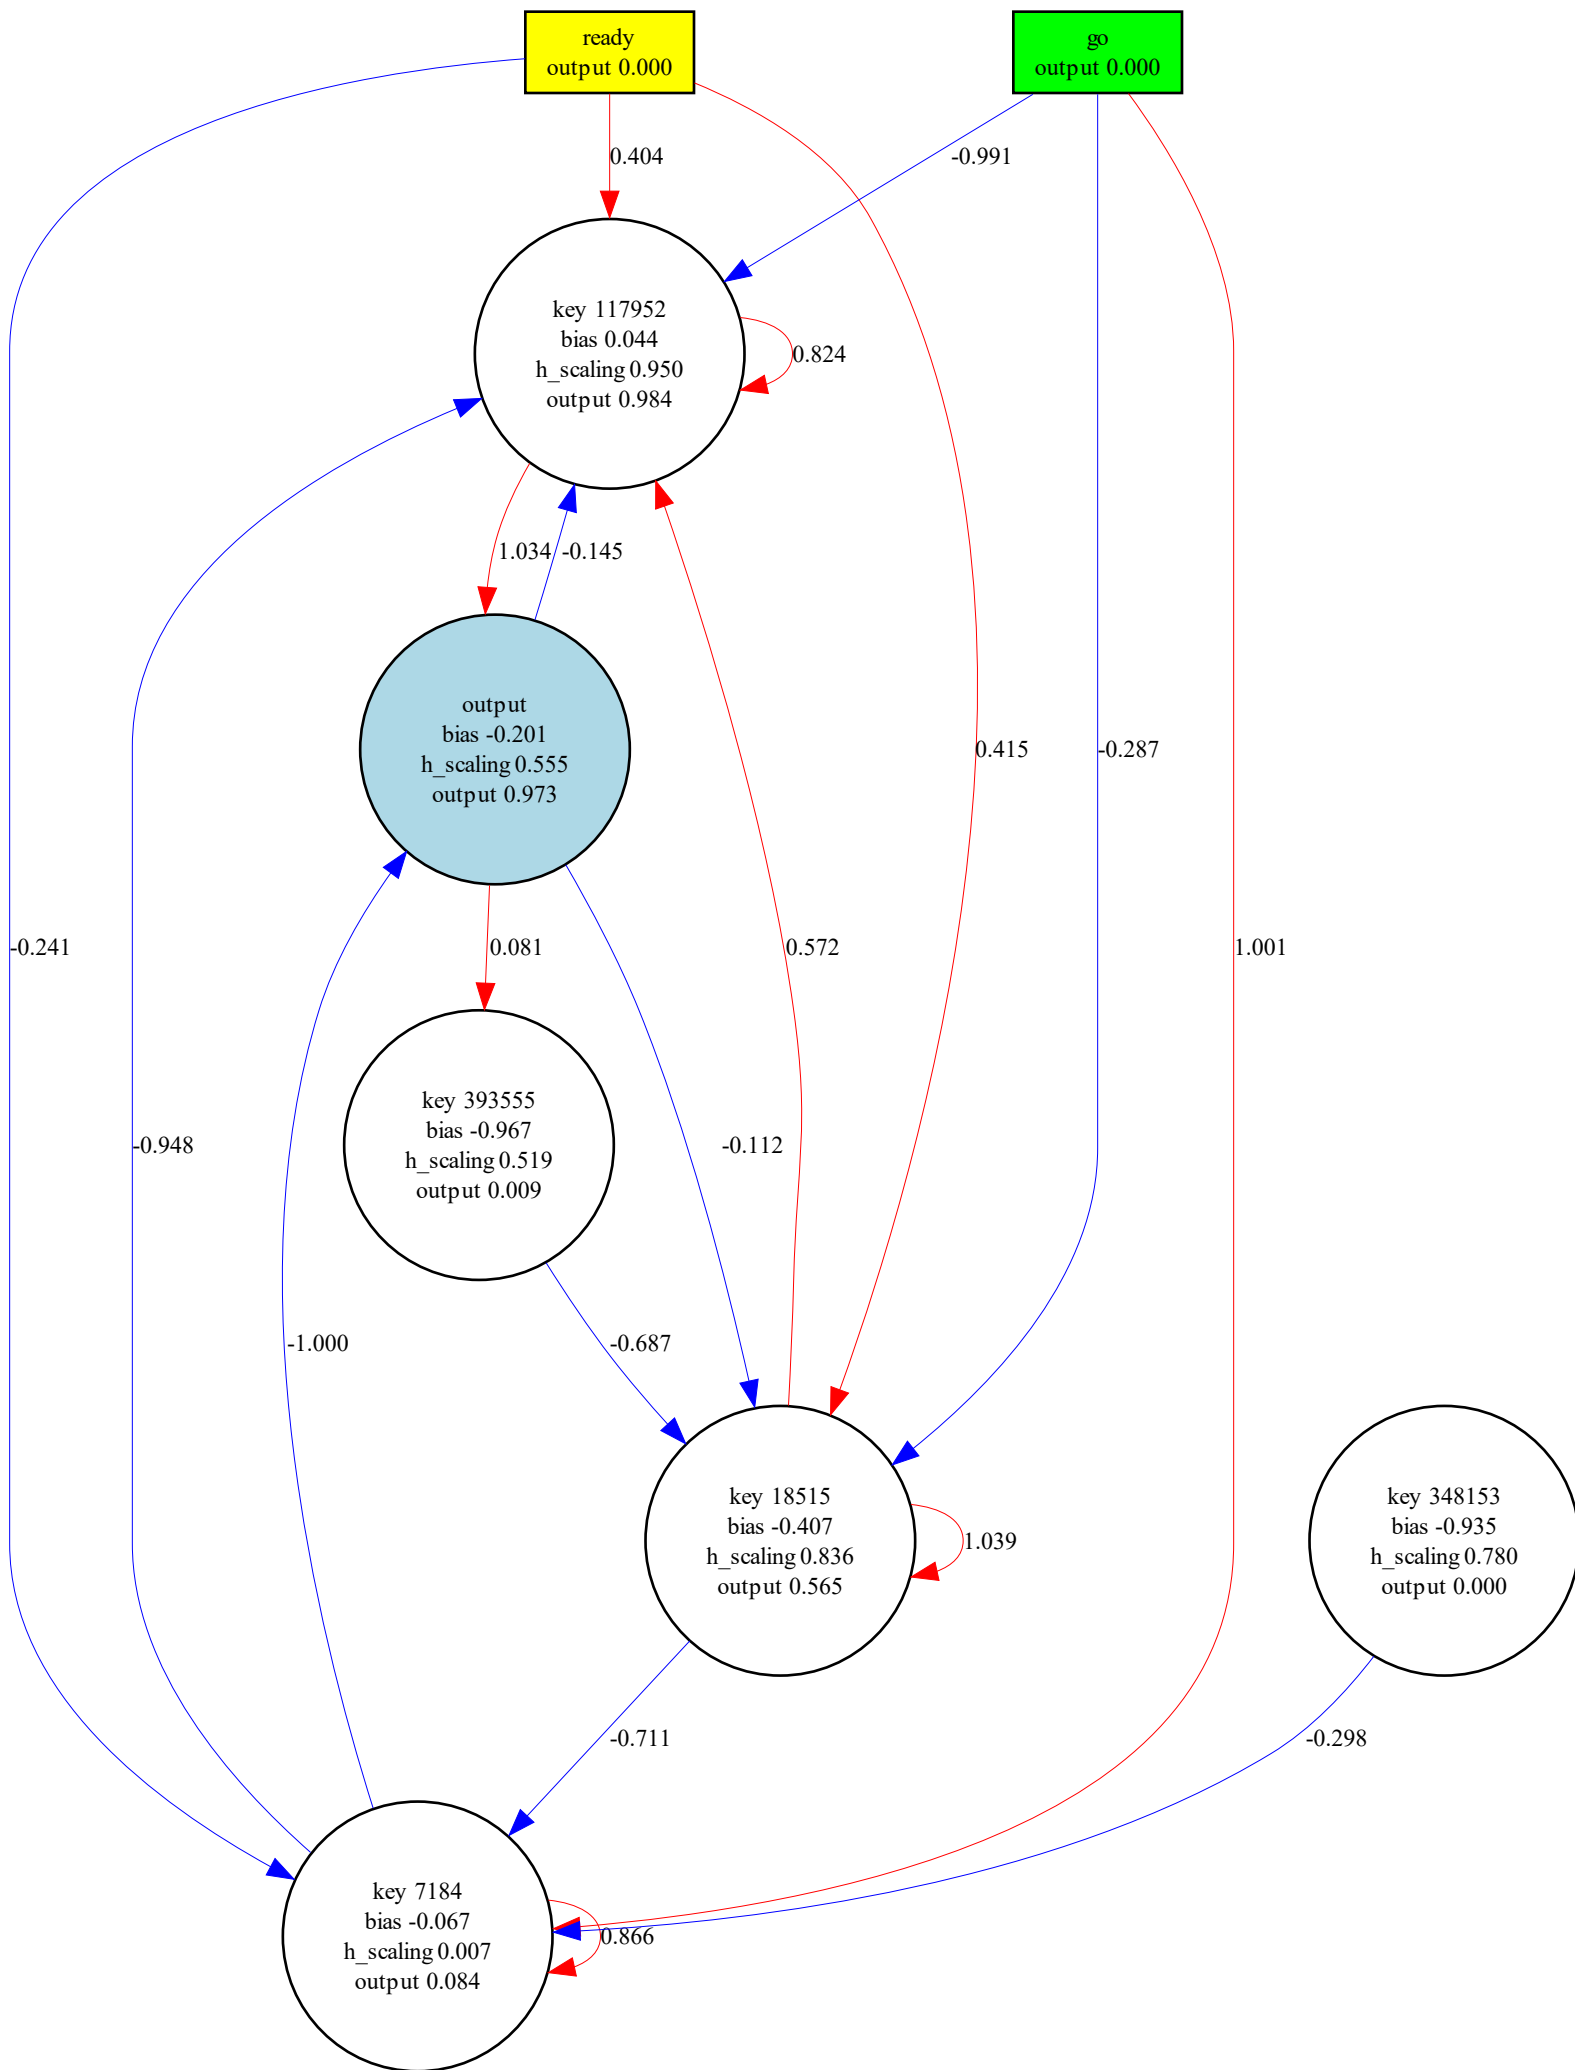 ready
output 0.000
go
output 0.000
0.404
-0.991
key 117952
bias 0.044
h_scaling 0.950
output 0.984
0.824
1.034
-0.145
output
bias -0.201
h_scaling 0.555
output 0.973
0.415
-0.287
-0.241
0.081
0.572
1.001
key 393555
bias -0.967
h_scaling 0.519
output 0.009
-0.948
-0.112
-1.000
-0.687
key 18515
bias -0.407
h_scaling 0.836
output 0.565
1.039
key 348153
bias -0.935
h_scaling 0.780
output 0.000
-0.711
-0.298
key 7184
bias -0.067
h_scaling 0.007
output 0.084
0.866